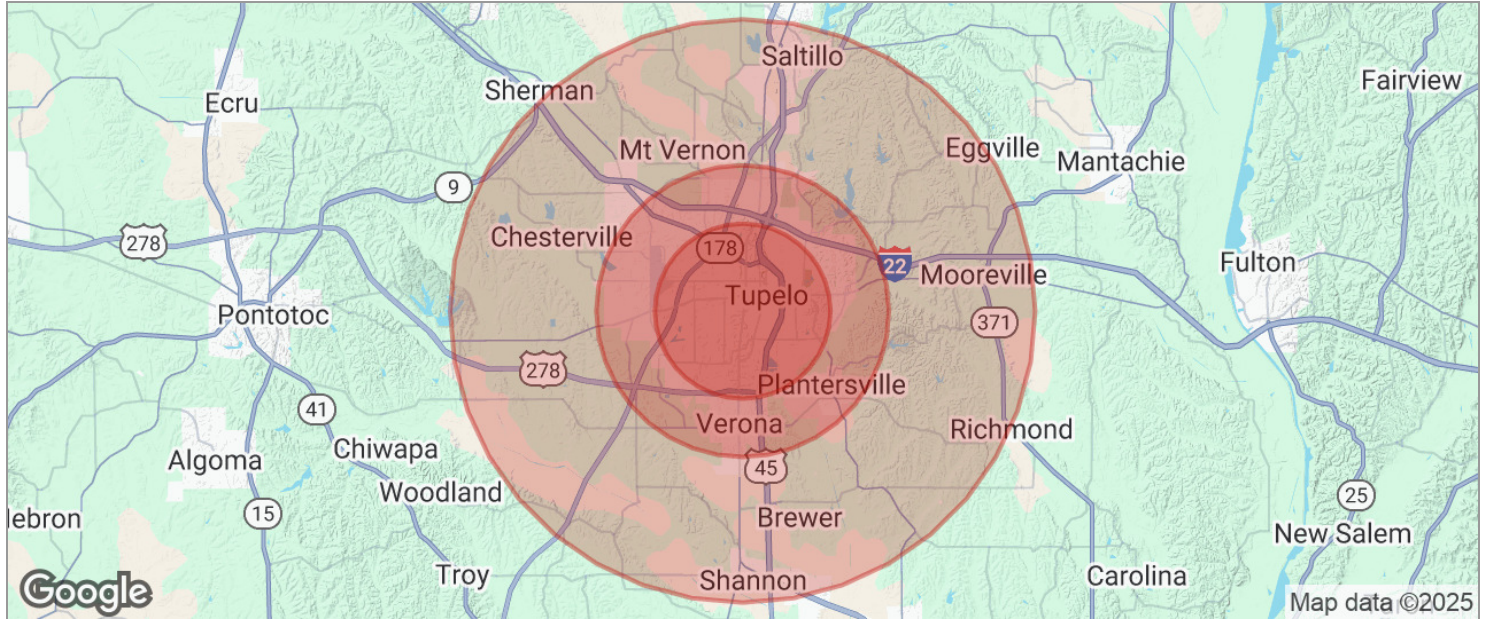 Saltillo
Fairview
Sherman
Ecru
Mt Vernon
Eggville
Mantachie
9
Chesterville
278
178
22
Mooreville
Fulton
Tupelo
Pontotoc
371
278
Plantersville
41
Verona
Richmond
Chiwapa
Algoma
45
Woodland
25
15
Brewer
lebron
New Salem
Troy
Shannon
Carolina
Google
Map data ©2025